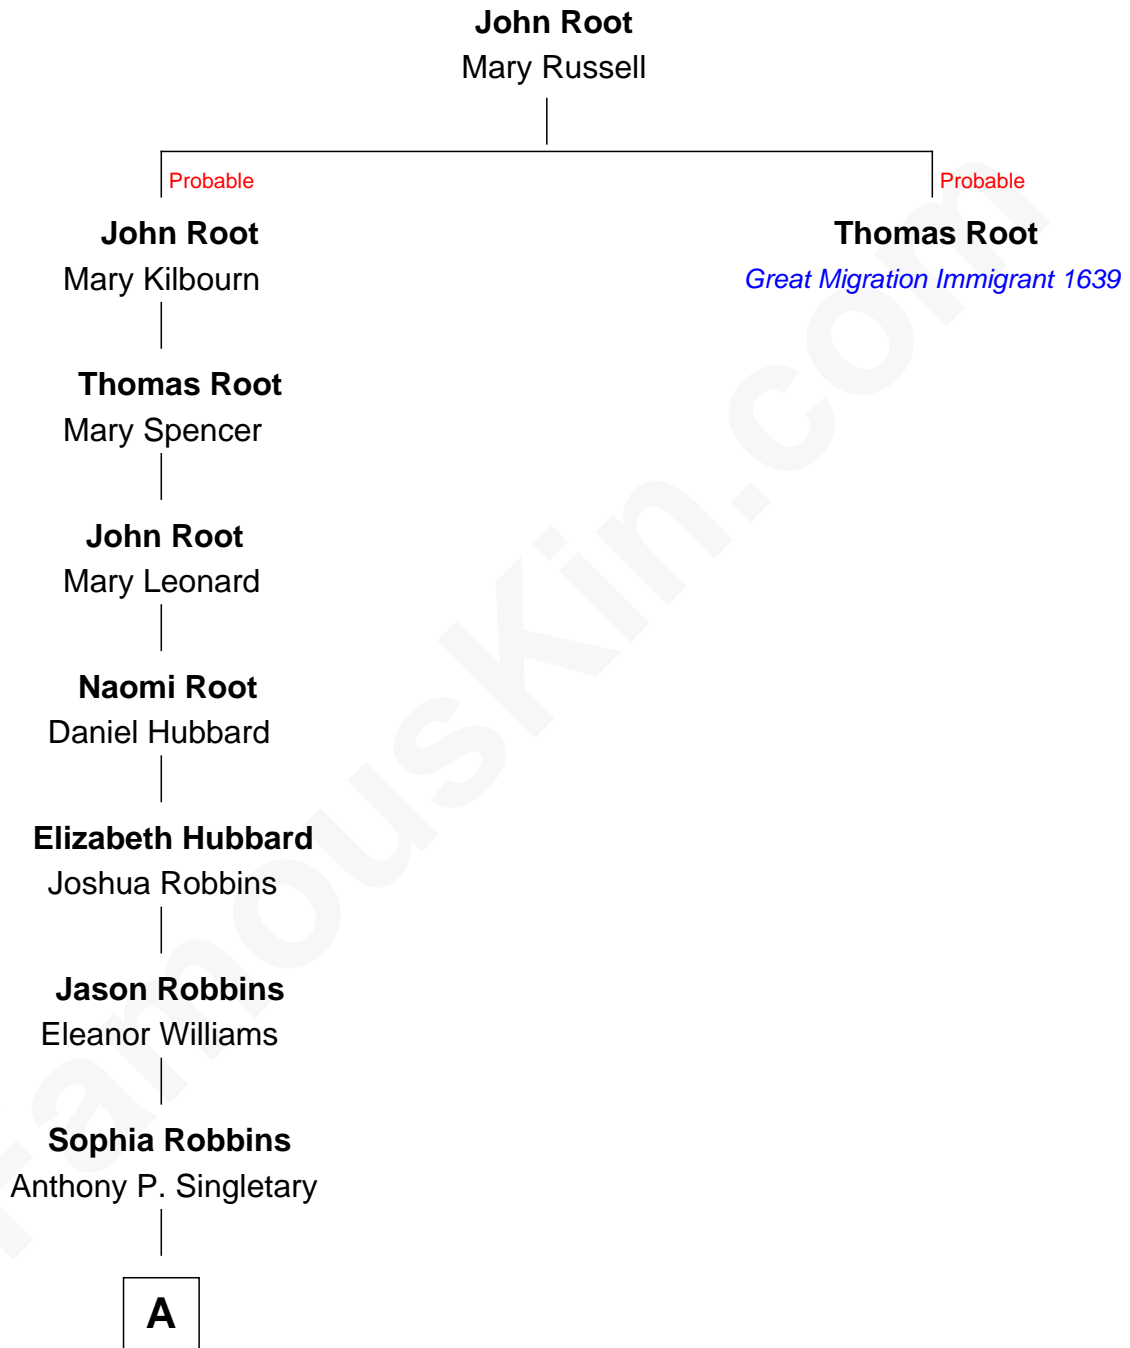 John Root
Mary Russell
Probable
Probable
John Root
Thomas Root
Mary Kilbourn
Great Migration Immigrant 1639
Thomas Root
Mary Spencer
John Root
Mary Leonard
Naomi Root
Daniel Hubbard
Elizabeth Hubbard
Joshua Robbins
Jason Robbins
Eleanor Williams
Sophia Robbins
Anthony P. Singletary
A
FamousKin.com